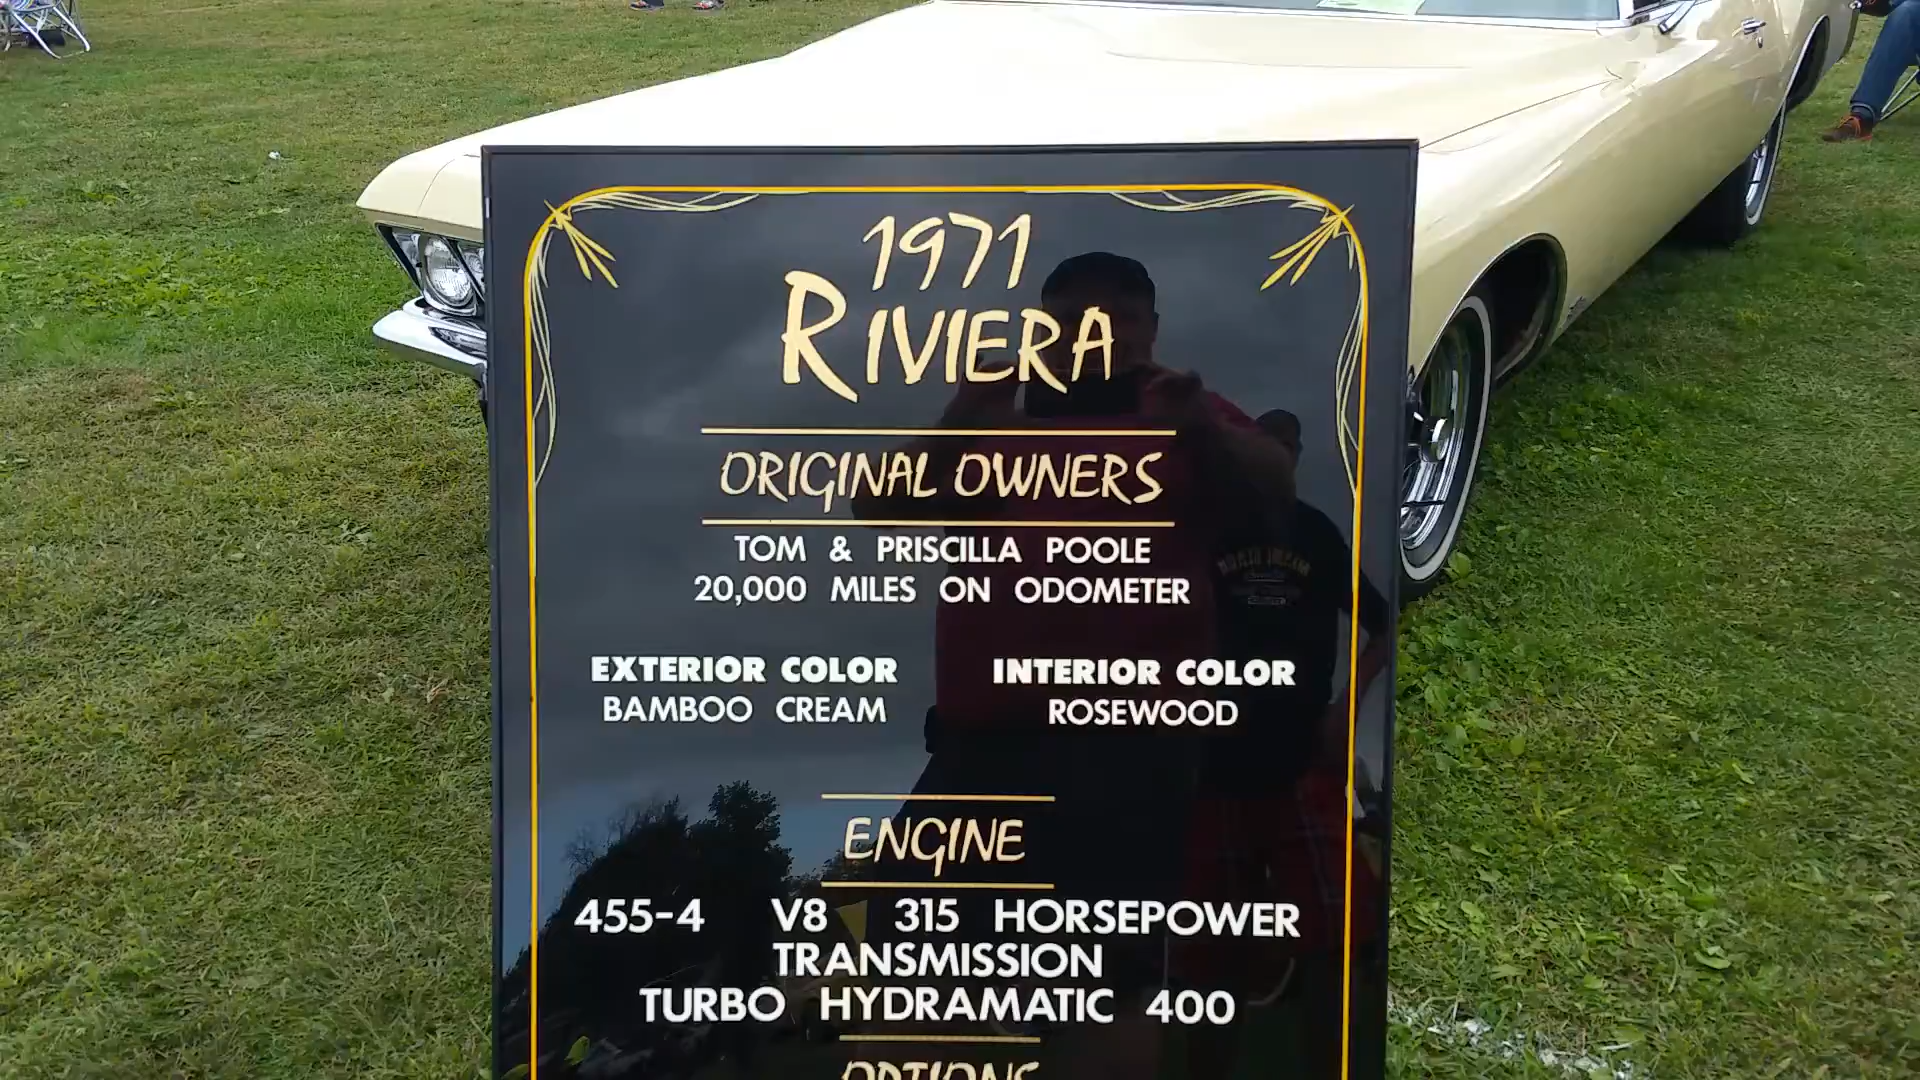 1971
RIVIERA
ORIGINAL OWNERS
TOM & PRISCILLA POOLE
20,000 MILES ON ODOMETER
EXTERIOR COLOR
BAMBOO CREAM
INTERIOR COLOR
ROSEWOOD
ENGINE
455-4 V8 315 HORSEPOWER
TRANSMISSION
TURBO HYDRAMATIC 400
OPTIONS